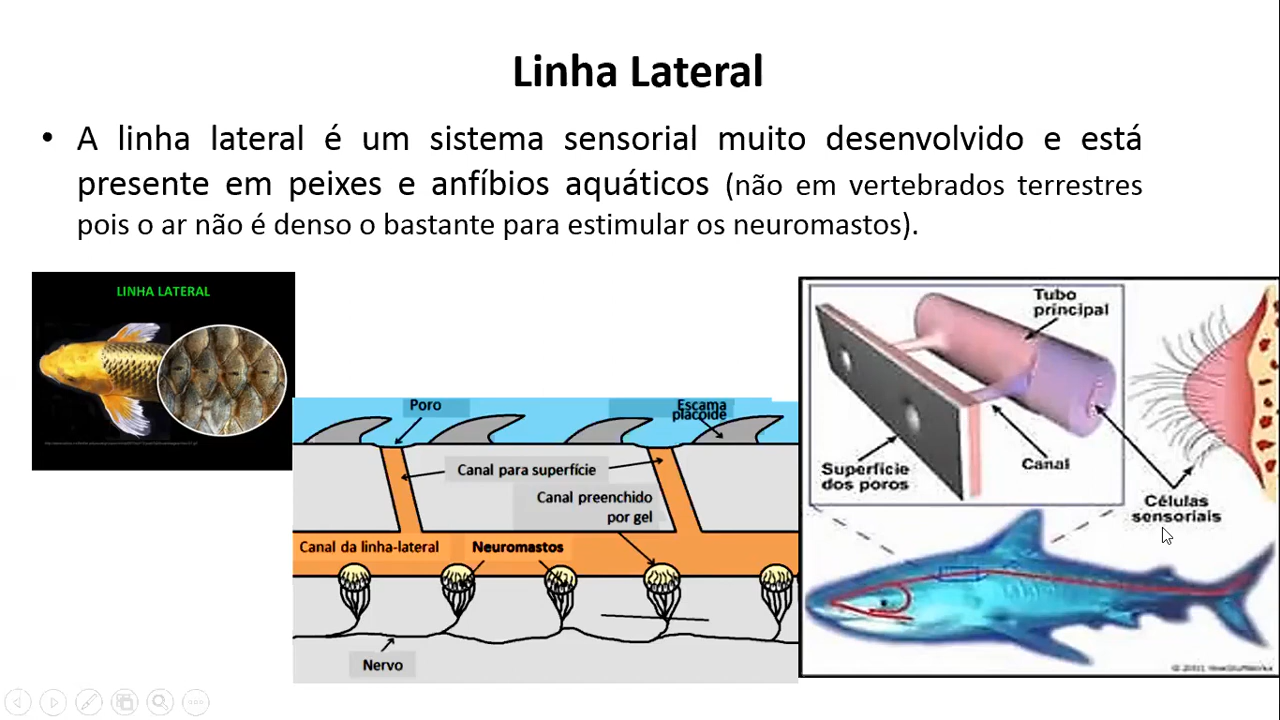 Linha Lateral
• A linha lateral é um sistema sensorial muito desenvolvido e está
presente em peixes e anfíbios aquáticos (não em vertebrados terrestres
pois o ar não é denso o bastante para estimular os neuromastos).
LINHA LATERAL
Poro
Escama
placoide
Canal para superfície
Canal preenchido
por gel
Canal da linha-lateral
Neuromastos
Nervo
Tubo
principal
Superfície
dos poros
Canal
Células
sensoriais